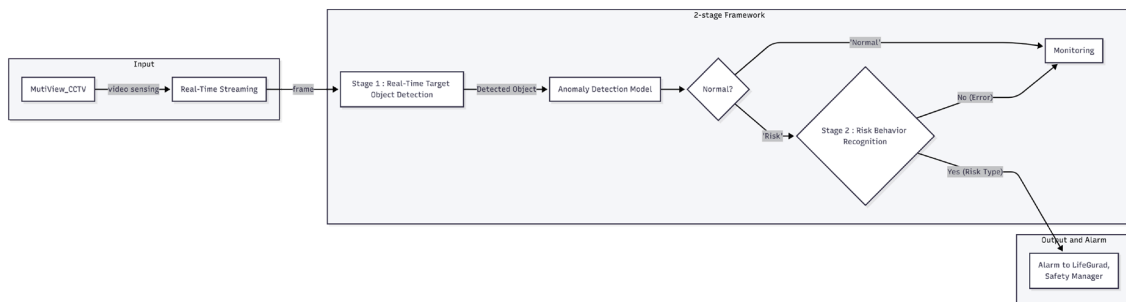 2-stage Framework
Input
MutiView_CCTV
video sensing
Real-Time Streaming
frame
Stage 1 : Real-Time Target
Object Detection
Detected Object
Anomaly Detection Model
Normal?
'Normal'
Monitoring
'Risk'
Stage 2 : Risk Behavior
Recognition
No (Error)
Yes (Risk Type)
Output and Alarm
Alarm to LifeGurad,
Safety Manager